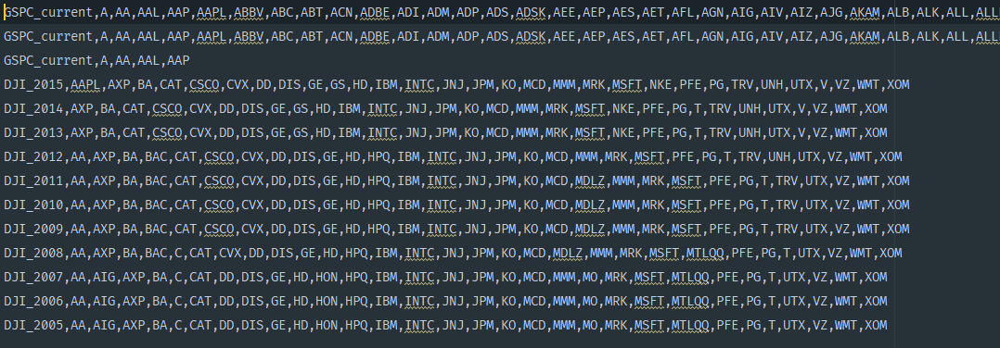 GSPC_current,A,AA,AAL,AAP,AAPL,ABBV,ABC,ABT,ACN,ADBE,ADI,ADM,ADP,ADS,ADSK,AEE,AEP,AES,AET,AFL,AGN,AIG,AIV,AIZ,AJG,AKAM,ALB,ALK,ALL,ALL
GSPC_current,A,AA,AAL,AAP,AAPL,ABBV,ABC,ABT,ACN,ADBE,ADI,ADM,ADP,ADS,ADSK,AEE,AEP,AES,AET,AFL,AGN,AIG,AIV,AIZ,AJG,AKAM,ALB,ALK,ALL,ALL
GSPC_current,A,AA,AAL,AAP
DJI_2015,AAPL,AXP,BA,CAT,CSCO,CVX,DD,DIS,GE,GS,HD,IBM,INTC,JNJ,JPM,KO,MCD,MMM,MRK,MSFT,NKE,PFE,PG,TRV,UNH,UTX,V,VZ,WMT,XOM
DJI_2014,AXP,BA,CAT,CSCO,CVX,DD,DIS,GE,GS,HD,IBM,INTC,JNJ,JPM,KO,MCD,MMM,MRK,MSFT,NKE,PFE,PG,T,TRV,UNH,UTX,V,VZ,WMT,XOM
DJI_2013,AXP,BA,CAT,CSCO,CVX,DD,DIS,GE,GS,HD,IBM,INTC,JNJ,JPM,KO,MCD,MMM,MRK,MSFT,NKE,PFE,PG,T,TRV,UNH,UTX,V,VZ,WMT,XOM
DJI_2012,AA,AXP,BA,BAC,CAT,CSCO,CVX,DD,DIS,GE,HD,HPQ,IBM,INTC,JNJ,JPM,KO,MCD,MMM,MRK,MSFT,PFE,PG,T,TRV,UNH,UTX,VZ,WMT,XOM
DJI_2011,AA,AXP,BA,BAC,CAT,CSCO,CVX,DD,DIS,GE,HD,HPQ,IBM,INTC,JNJ,JPM,KO,MCD,MDLZ,MMM,MRK,MSFT,PFE,PG,T,TRV,UTX,VZ,WMT,XOM
DJI_2010,AA,AXP,BA,BAC,CAT,CSCO,CVX,DD,DIS,GE,HD,HPQ,IBM,INTC,JNJ,JPM,KO,MCD,MDLZ,MMM,MRK,MSFT,PFE,PG,T,TRV,UTX,VZ,WMT,XOM
DJI_2009,AA,AXP,BA,BAC,CAT,CSCO,CVX,DD,DIS,GE,HD,HPQ,IBM,INTC,JNJ,JPM,KO,MCD,MDLZ,MMM,MRK,MSFT,PFE,PG,T,TRV,UTX,VZ,WMT,XOM
DJI_2008,AA,AXP,BA,BAC,C,CAT,CVX,DD,DIS,GE,HD,HPQ,IBM,INTC,JNJ,JPM,KO,MCD,MDLZ,MMM,MRK,MSFT,MTLQQ,PFE,PG,T,UTX,VZ,WMT,XOM
DJI_2007,AA,AIG,AXP,BA,C,CAT,DD,DIS,GE,HD,HON,HPQ,IBM,INTC,JNJ,JPM,KO,MCD,MMM,MO,MRK,MSFT,MTLQQ,PFE,PG,T,UTX,VZ,WMT,XOM
DJI_2006,AA,AIG,AXP,BA,C,CAT,DD,DIS,GE,HD,HON,HPQ,IBM,INTC,JNJ,JPM,KO,MCD,MMM,MO,MRK,MSFT,MTLQQ,PFE,PG,T,UTX,VZ,WMT,XOM
DJI_2005,AA,AIG,AXP,BA,C,CAT,DD,DIS,GE,HD,HON,HPQ,IBM,INTC,JNJ,JPM,KO,MCD,MMM,MO,MRK,MSFT,MTLQQ,PFE,PG,T,UTX,VZ,WMT,XOM